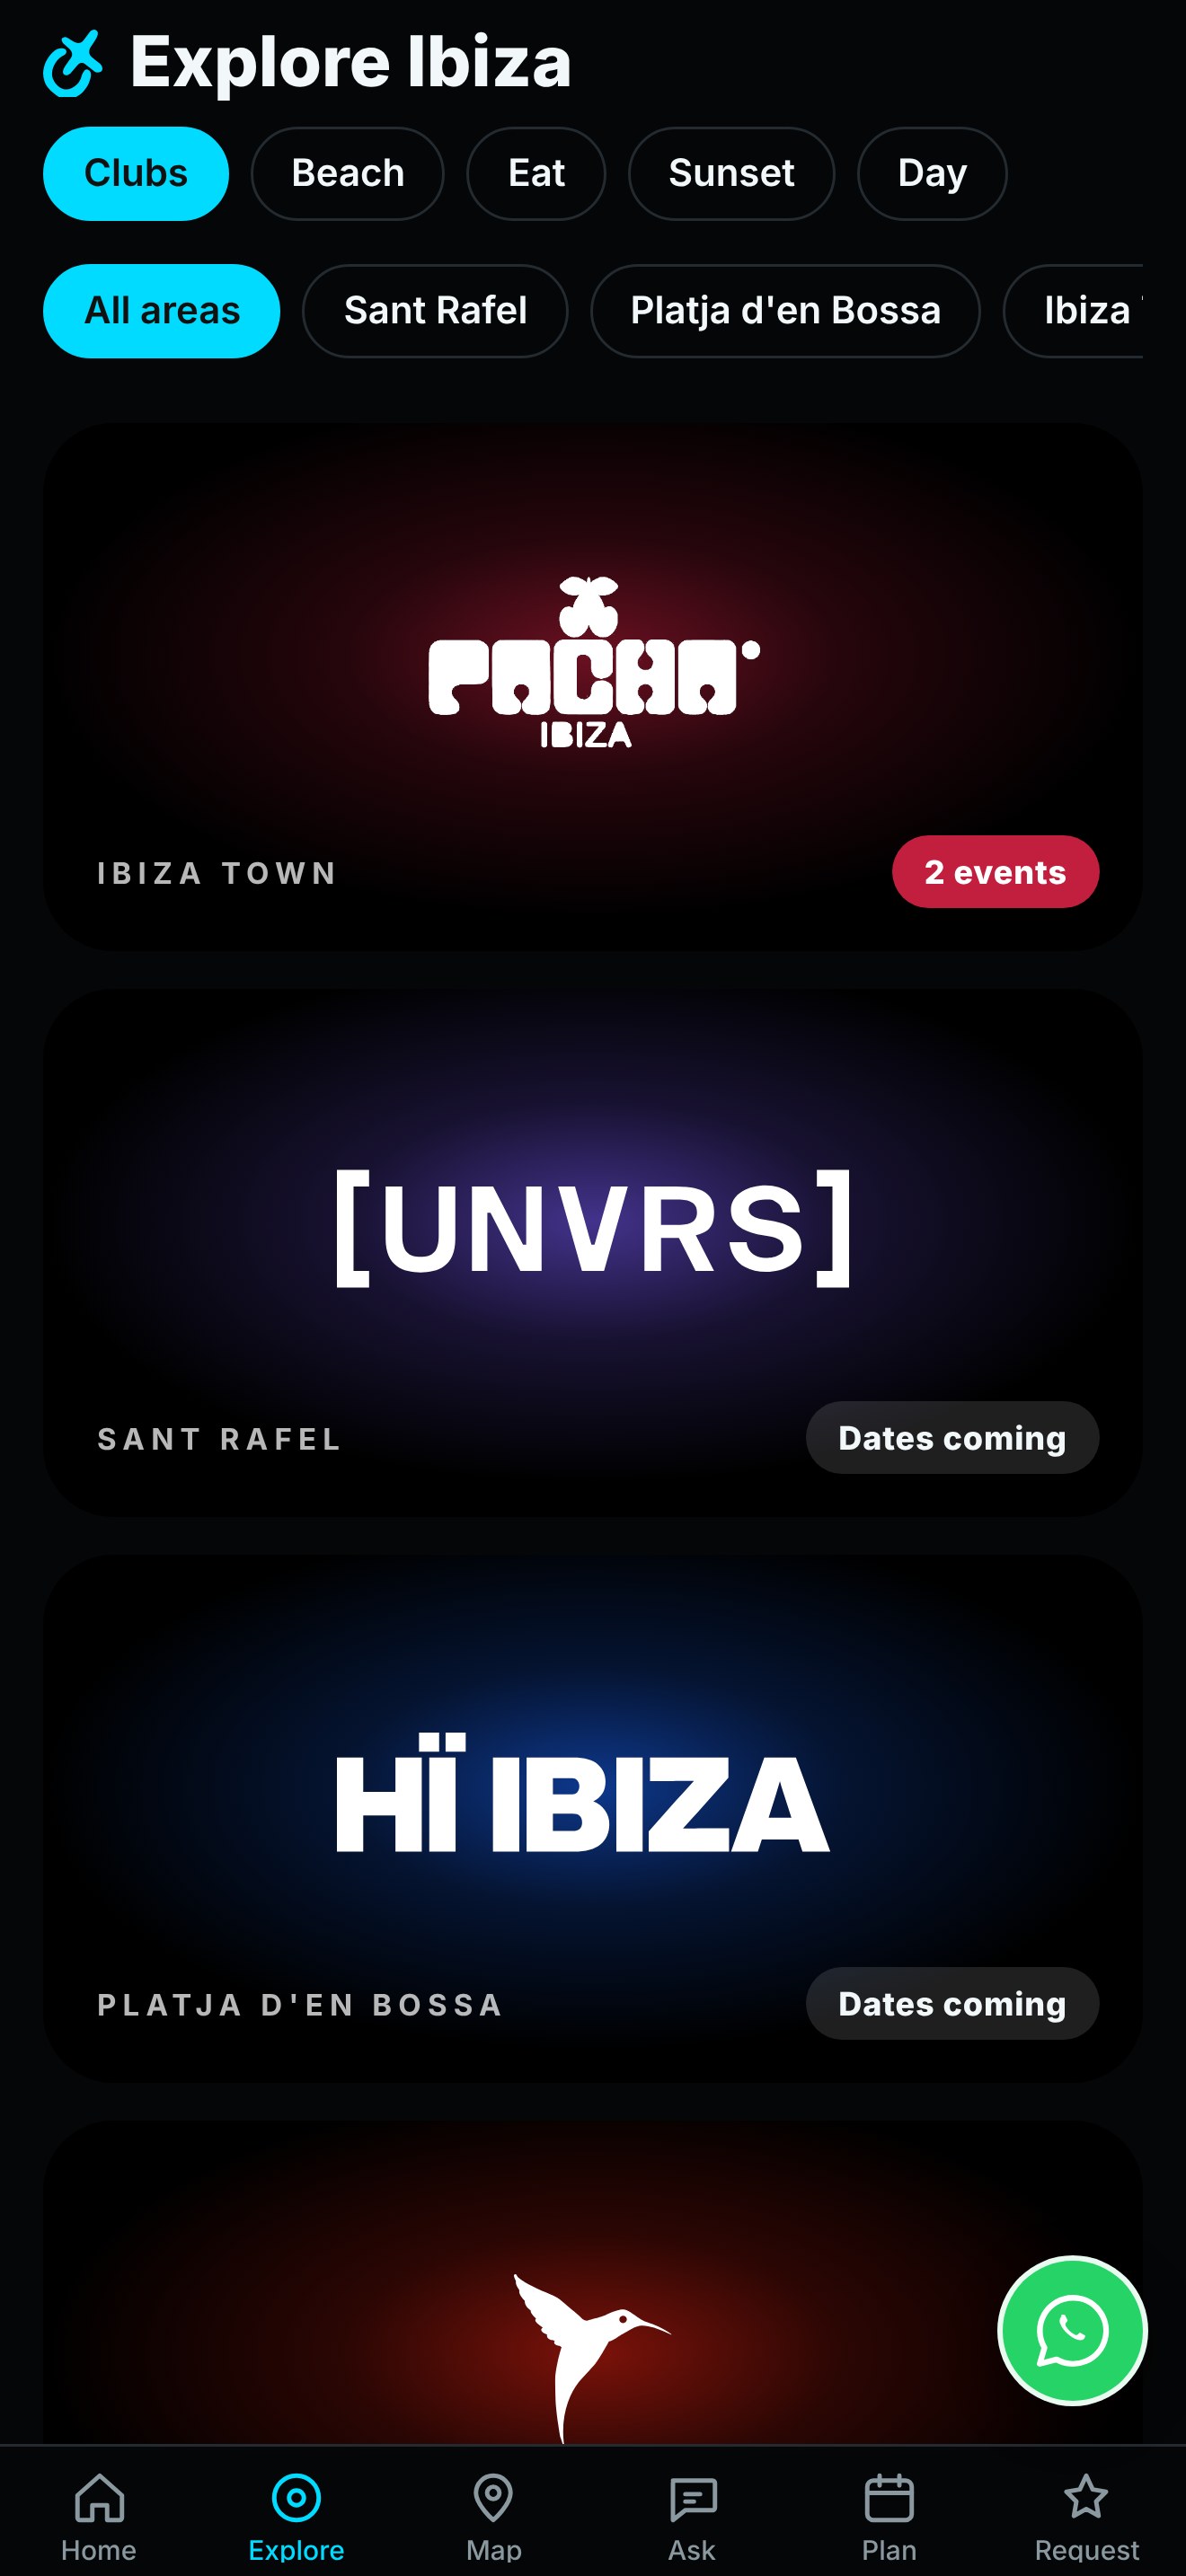 Explore Ibiza
Clubs Beach Eat Sunset Day
All areas Sant Rafel Platja d'en Bossa Ibiza
PACHA
IBIZA
IBIZA TOWN 2 events
[UNVRS]
SANT RAFEL Dates coming
HÏ IBIZA
PLATJA D'EN BOSSA Dates coming
Home Explore Map Ask Plan Request